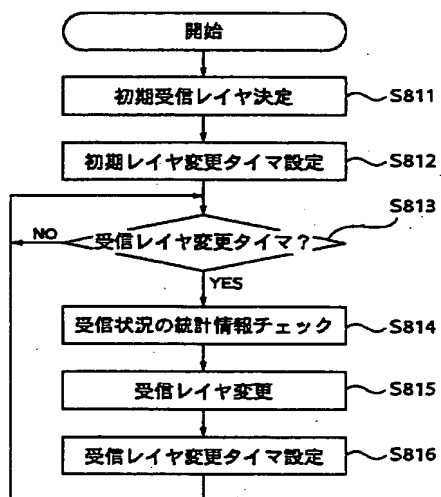 開始
初期受信レイヤ決定 S811
初期レイヤ変更タイマ設定 S812
受信レイヤ変更タイマ? S813
NO
YES
受信状況の統計情報チェック S814
受信レイヤ変更 S815
受信レイヤ変更タイマ設定 S816